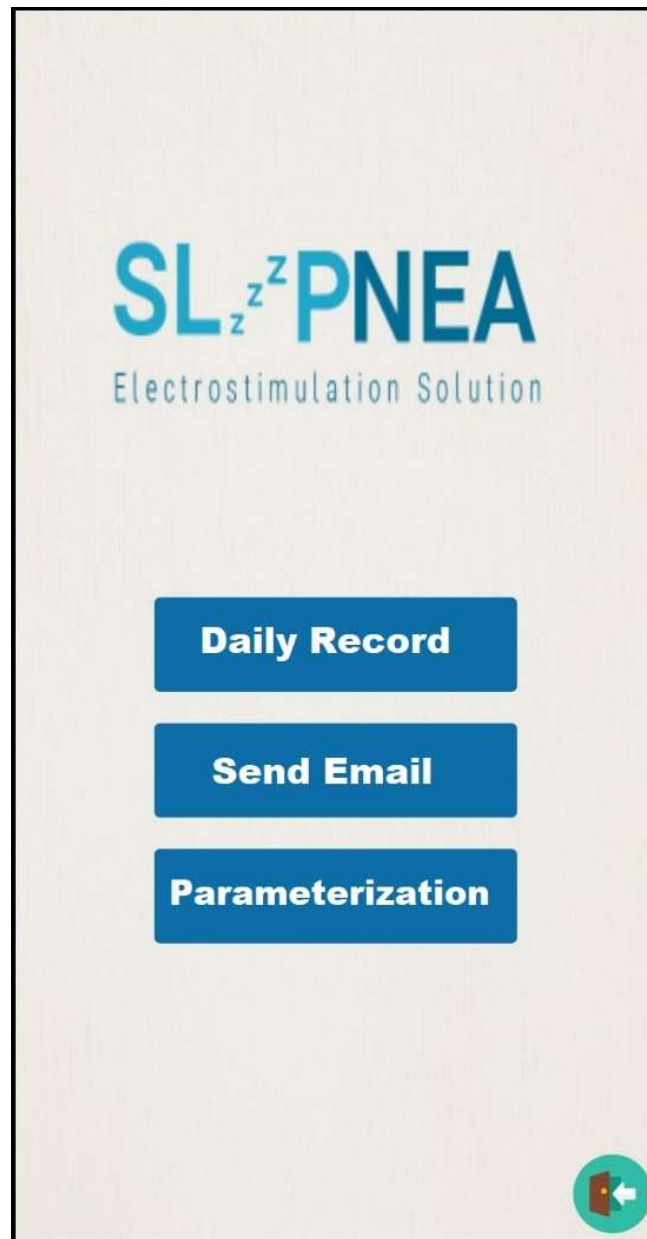 SLzzzPNEA
Electrostimulation Solution
Daily Record
Send Email
Parameterization